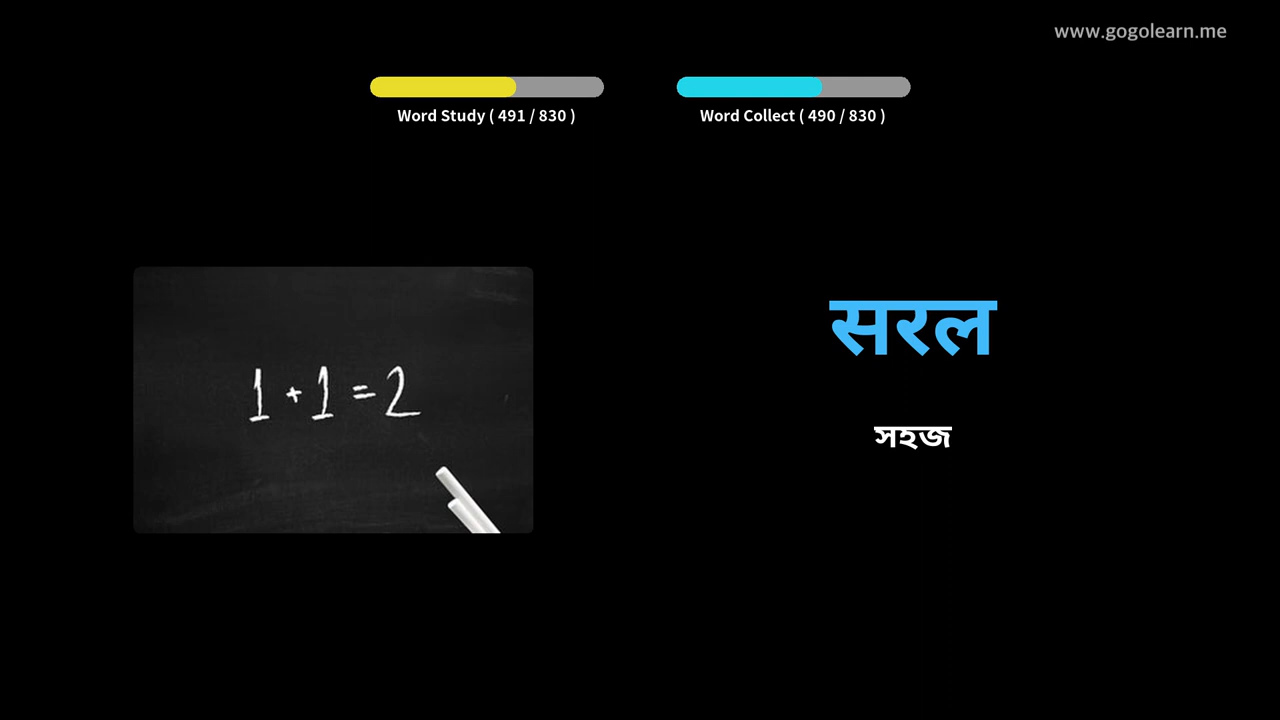 www.gogolearn.me
Word Study ( 491 / 830 )
Word Collect ( 490 / 830 )
1 + 1 = 2
सरल
সহজ